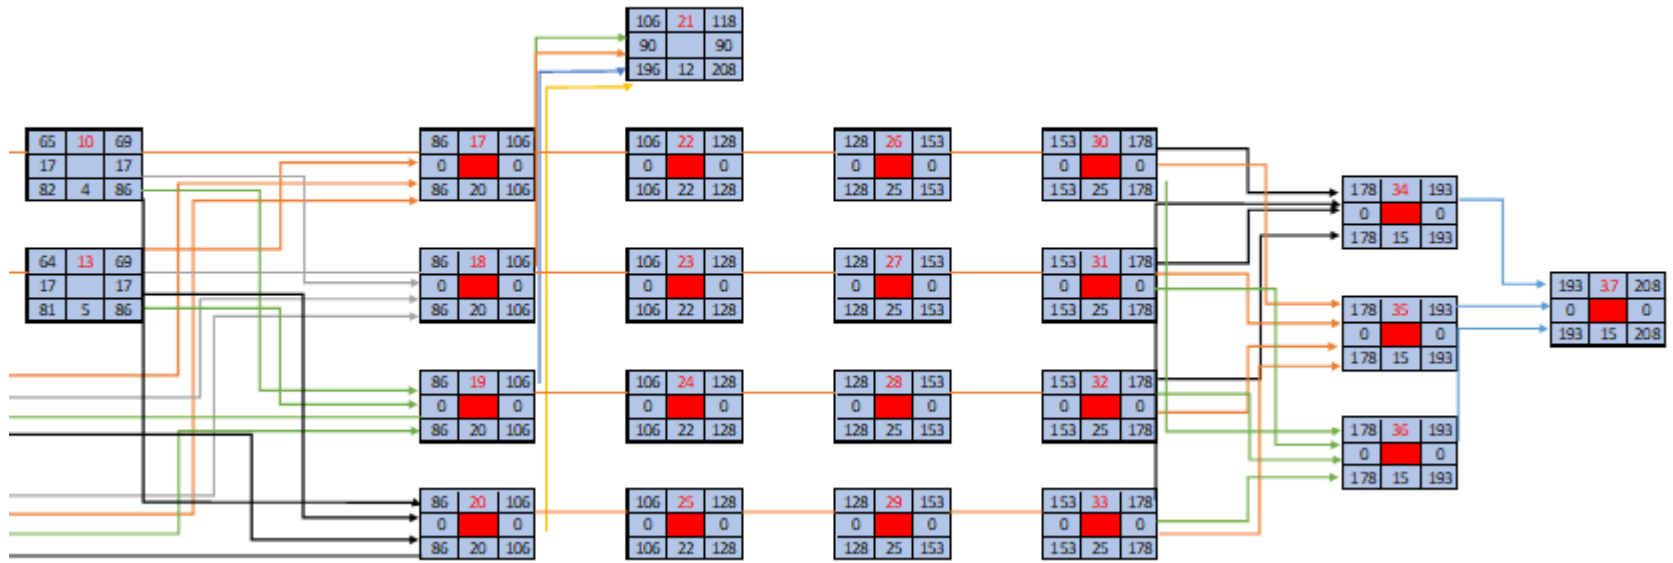 106 21 118
90 90
196 12 208
65 10 69
17 17
82 4 86
86 17 106
0 0
86 20 106
106 22 128
0 0
106 22 128
128 26 153
0 0
128 25 153
153 30 178
0 0
153 25 178
178 34 193
0 0
178 15 193
64 13 69
17 17
81 5 86
86 18 106
0 0
86 20 106
106 23 128
0 0
106 22 128
128 27 153
0 0
128 25 153
153 31 178
0 0
153 25 178
193 3.7 208
0 0
193 15 208
178 35 193
0 0
178 15 193
86 19 106
0 0
86 20 106
106 24 128
0 0
106 22 128
128 28 153
0 0
128 25 153
153 32 178
0 0
153 25 178
178 36 193
0 0
178 15 193
86 20 106
0 0
86 20 106
106 25 128
0 0
106 22 128
128 29 153
0 0
128 25 153
153 33 178
0 0
153 25 178